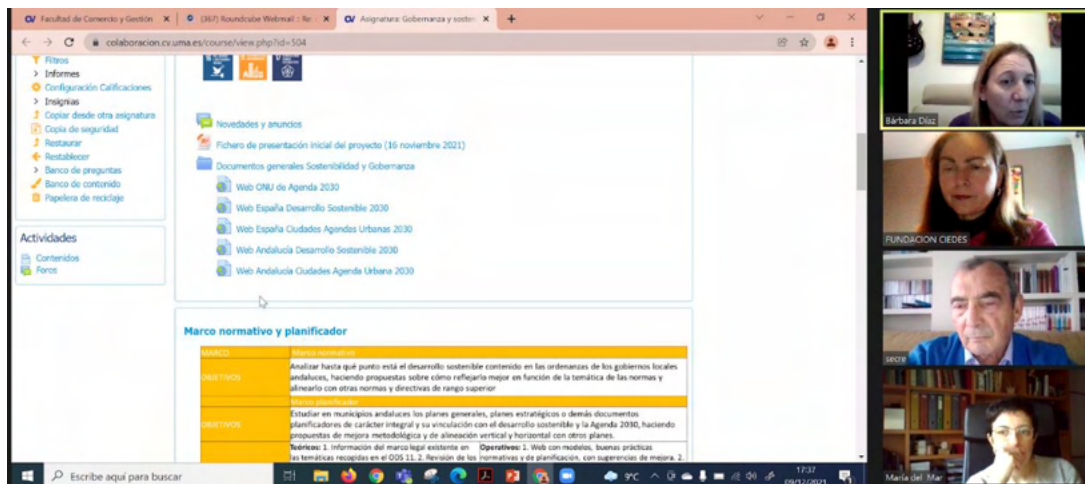 Facultad de Comercio y Gestión
(367) Roundcube Webmail :: Re:
Asignatura: Gobernanza y sosten
colaboracion.cv.uma.es/course/view.php?id=504
Filtros
Informes
Configuración Calificaciones
Insignias
Copiar desde otra asignatura
Copia de seguridad
Restaurar
Restablecer
Banco de preguntas
Banco de contenido
Papelera de reciclaje
Actividades
Contenidos
Foros
Novedades y anuncios
Fichero de presentación inicial del proyecto (16 noviembre 2021)
Documentos generales Sostenibilidad y Gobernanza
Web ONU de Agenda 2030
Web España Desarrollo Sostenible 2030
Web España Ciudades Agendas Urbanas 2030
Web Andalucía Desarrollo Sostenible 2030
Web Andalucía Ciudades Agenda Urbana 2030
Marco normativo y planificador
MARCO
Marco normativo
OBJETIVOS
Analizar hasta qué punto está el desarrollo sostenible contenido en las ordenanzas de los gobiernos locales
andaluces, haciendo propuestas sobre cómo reflejarlo mejor en función de la temática de las normas y
alinearlo con otras normas y directivas de rango superior
Marco planificador
OBJETIVOS
Estudiar en municipios andaluces los planes generales, planes estratégicos o demás documentos
planificadores de carácter integral y su vinculación con el desarrollo sostenible y la Agenda 2030, haciendo
propuestas de mejora metodológica y de alineación vertical y horizontal con otros planes.
Teóricos: 1. Información del marco legal existente en
las temáticas recogidas en el ODS 11. 2. Revisión de los
Operativos: 1. Web con modelos, buenas prácticas
normativas y de planificación, con sugerencias de mejora. 2.
Escribe aquí para buscar
9°C
17:37
09/12/2021
Bárbara Díaz
FUNDACION CIEDES
secre
María del Mar